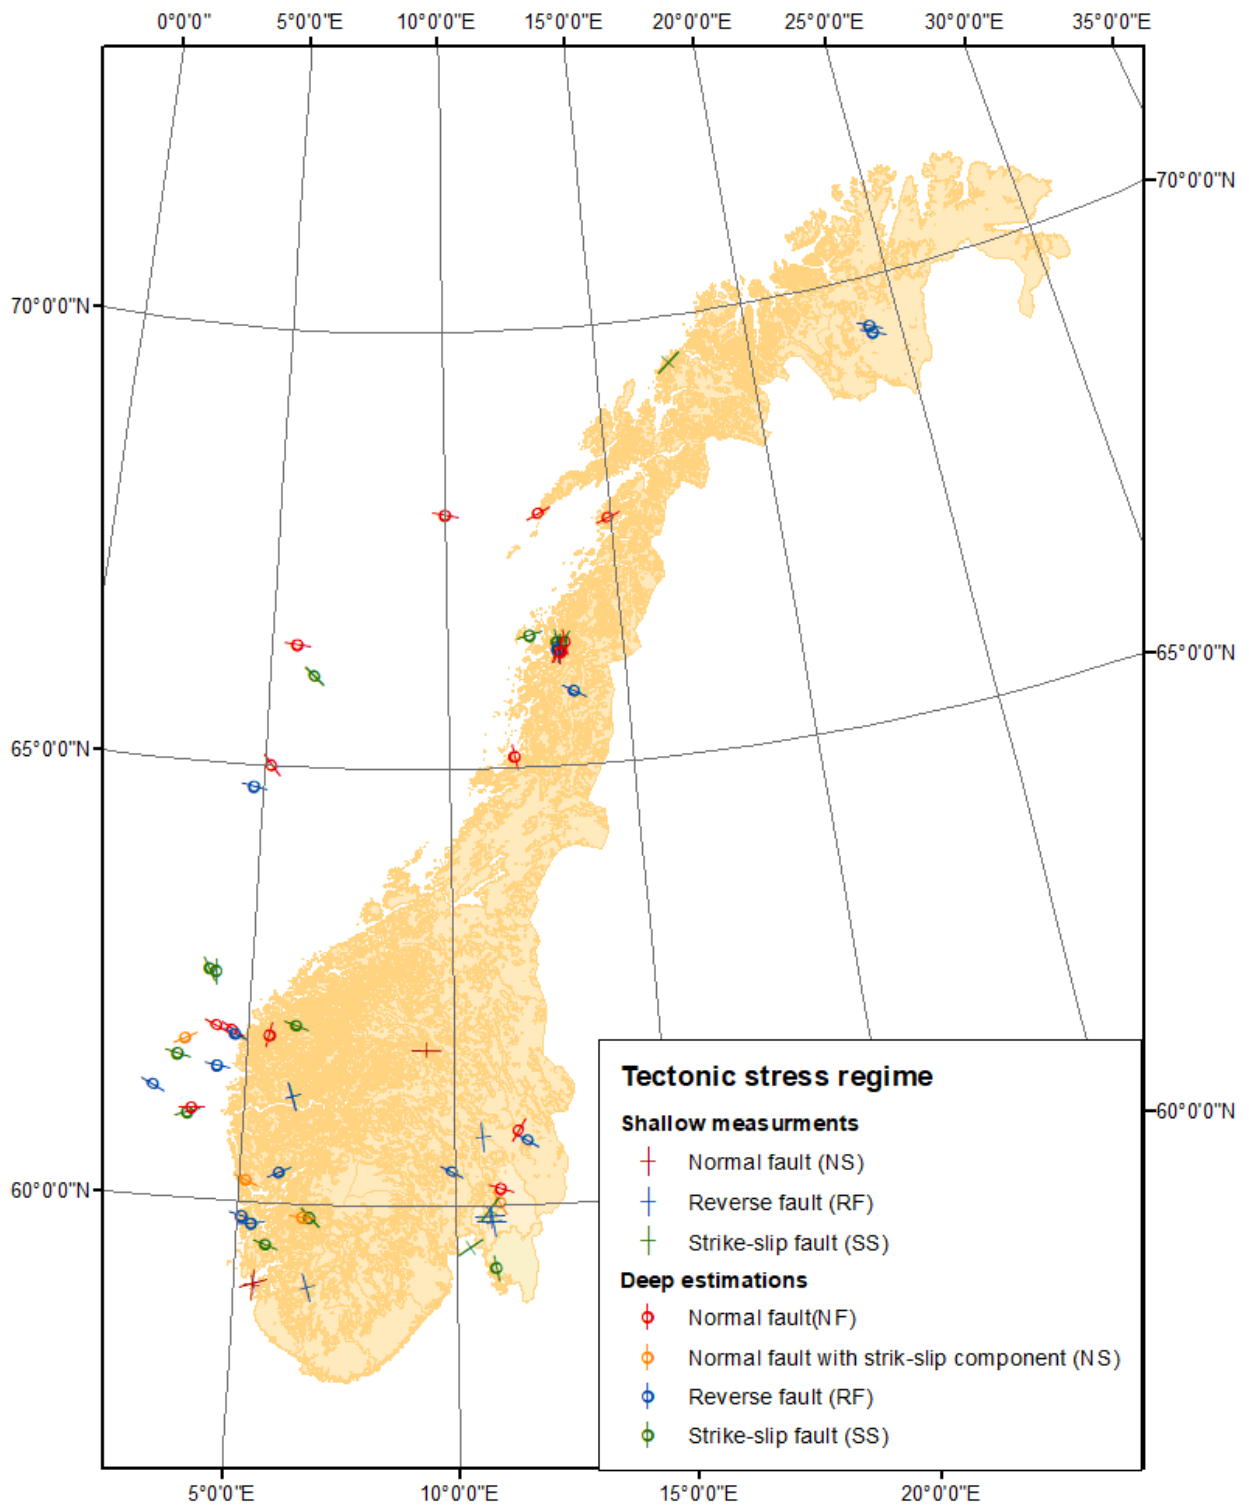 0°0'0" 5°0'0"E 10°0'0"E 15°0'0"E 20°0'0"E 25°0'0"E 30°0'0"E 35°0'0"E
70°0'0"N
70°0'0"N
65°0'0"N
65°0'0"N
60°0'0"N
60°0'0"N
Tectonic stress regime
Shallow measurments
Normal fault (NS)
Reverse fault (RF)
Strike-slip fault (SS)
Deep estimations
Normal fault(NF)
Normal fault with strik-slip component (NS)
Reverse fault (RF)
Strike-slip fault (SS)
5°0'0"E 10°0'0"E 15°0'0"E 20°0'0"E